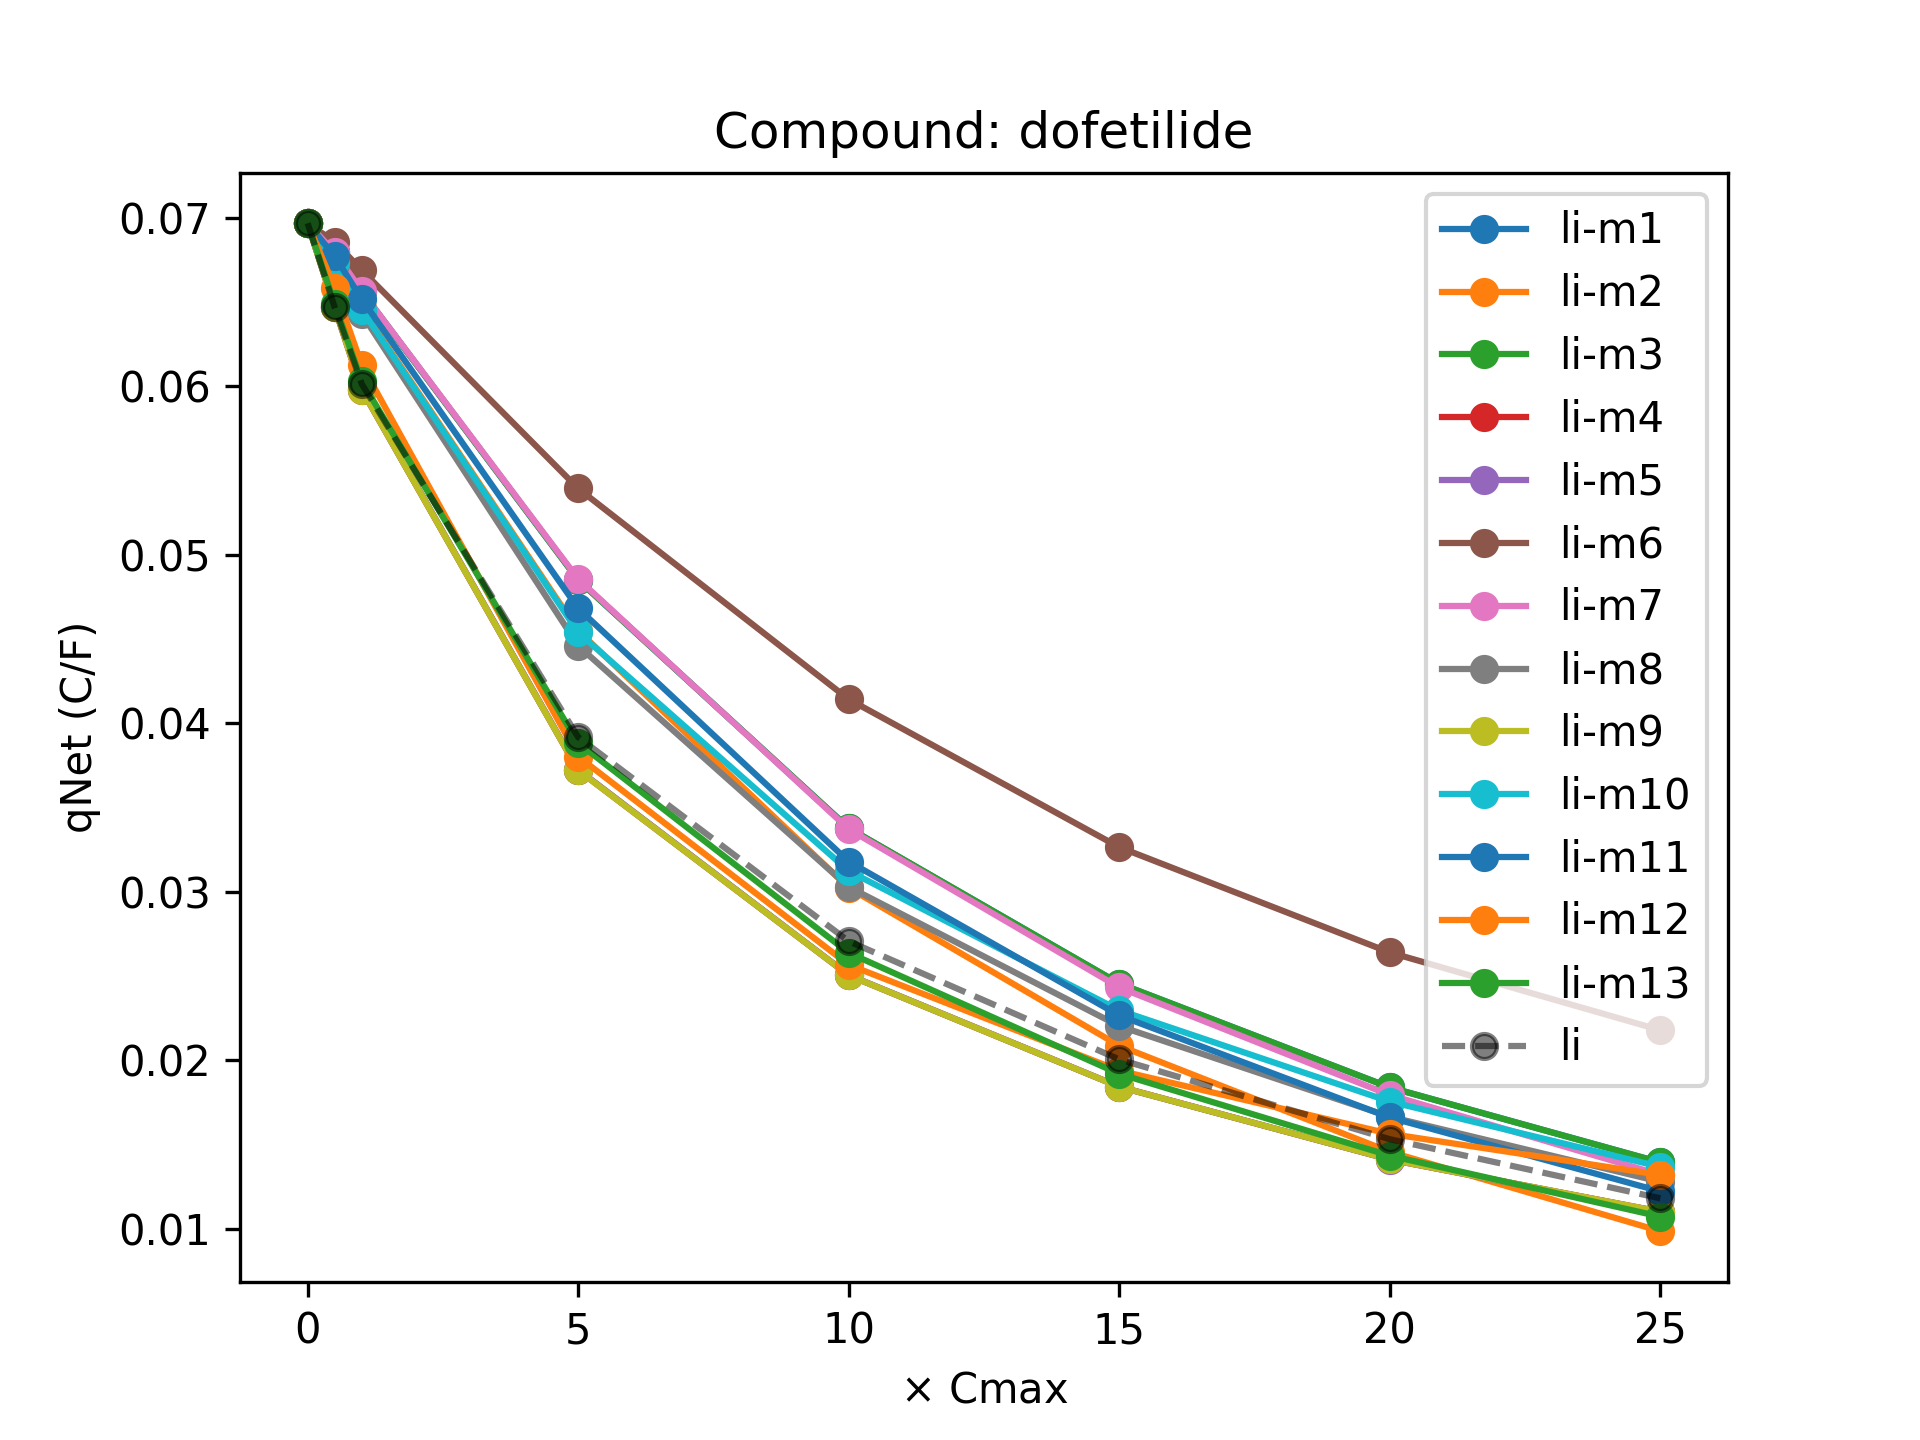 Compound: dofetilide
qNet (C/F)
0.07
0.06
0.05
0.04
0.03
0.02
0.01
li-m1
li-m2
li-m3
li-m4
li-m5
li-m6
li-m7
li-m8
li-m9
li-m10
li-m11
li-m12
li-m13
li
0 5 10 15 20 25
× Cmax